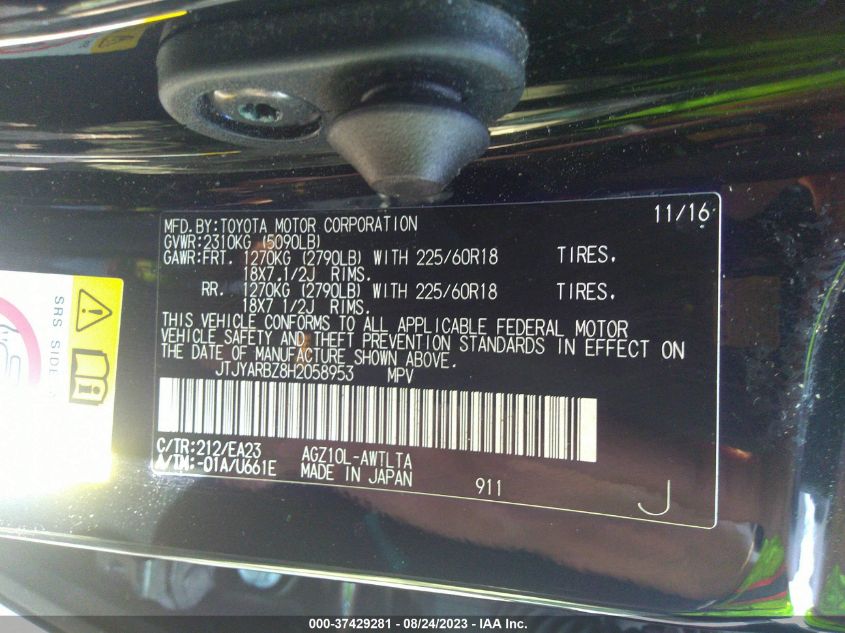 MFD.BY:TOYOTA MOTOR CORPORATION 11/16
GVWR:2310KG (5090LB)
GAWR:FRT. 1270KG (2790LB) WITH 225/60R18 TIRES.
18X7.1/2J RIMS.
RR. 1270KG (2790LB) WITH 225/60R18 TIRES.
18X7 1/2J RIMS.
THIS VEHICLE CONFORMS TO ALL APPLICABLE FEDERAL MOTOR
VEHICLE SAFETY AND THEFT PREVENTION STANDARDS IN EFFECT ON
THE DATE OF MANUFACTURE SHOWN ABOVE.
JTJYARBZ8H2058953 MPV
C/TR:212/EA23 AGZ10L-AWTLTA
A/TM:-01A/U661E MADE IN JAPAN 911
J
SRS SIDE
000-37429281 - 08/24/2023 - IAA Inc.